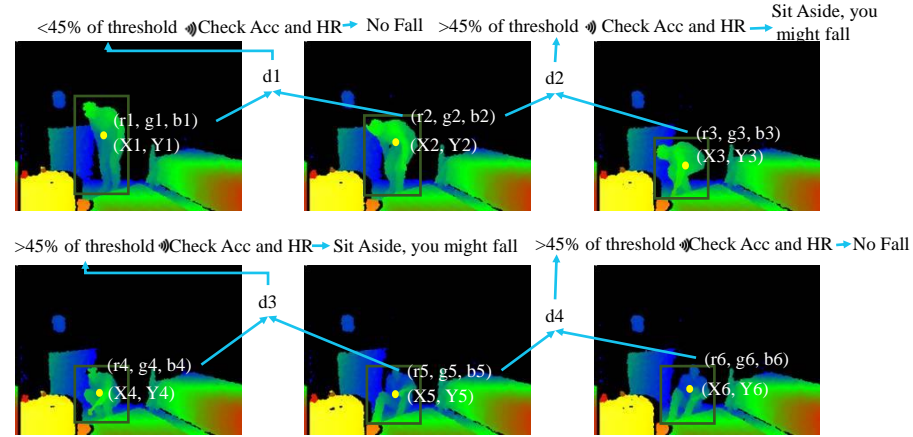 <45% of threshold Check Acc and HR No Fall >45% of threshold Check Acc and HR Sit Aside, you
might fall
d1
d2
(r1, g1, b1)
(X1, Y1)
(r2, g2, b2)
(X2, Y2)
(r3, g3, b3)
(X3, Y3)
>45% of threshold Check Acc and HR Sit Aside, you might fall >45% of threshold Check Acc and HR No Fall
d3
d4
(r4, g4, b4)
(X4, Y4)
(r5, g5, b5)
(X5, Y5)
(r6, g6, b6)
(X6, Y6)